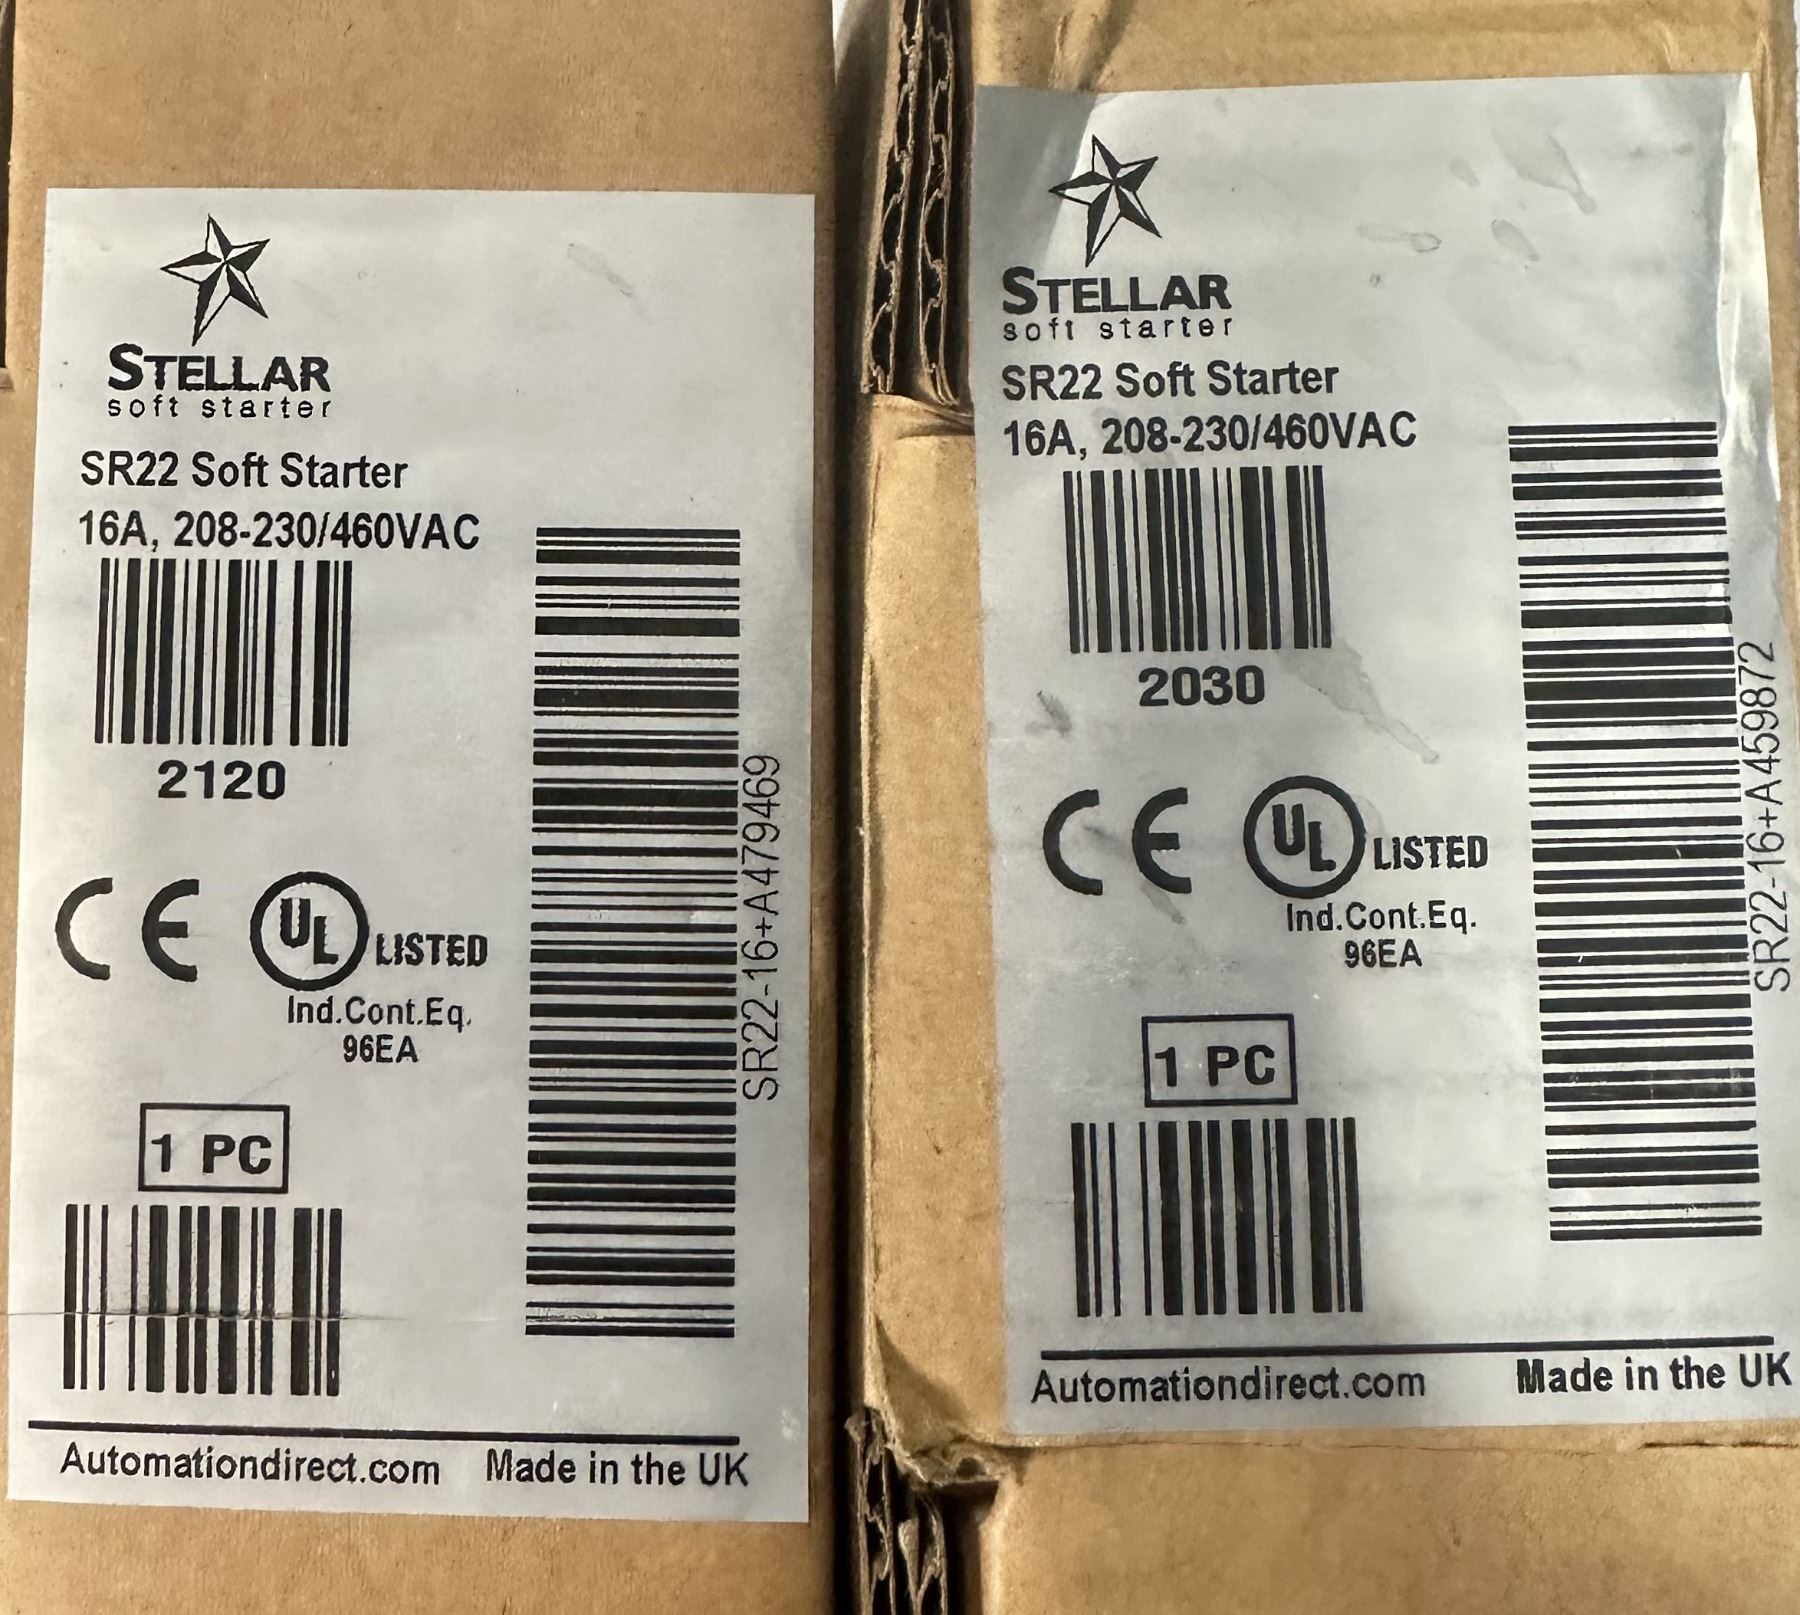 STELLAR
soft starter
SR22 Soft Starter
16A, 208-230/460VAC
2120
CE
UL LISTED
Ind.Cont.Eq.
96EA
1 PC
SR22-16+A479469
Automationdirect.com Made in the UK
STELLAR
soft starter
SR22 Soft Starter
16A, 208-230/460VAC
2030
CE
UL LISTED
Ind.Cont.Eq.
96EA
1 PC
SR22-16+A459872
Automationdirect.com Made in the UK